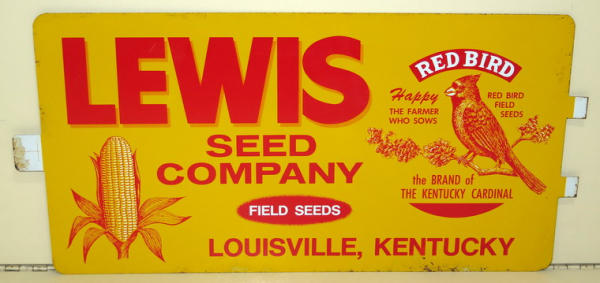 LEWIS
SEED
COMPANY
FIELD SEEDS
LOUISVILLE, KENTUCKY
RED BIRD
Happy
THE FARMER
WHO SOWS
RED BIRD
FIELD
SEEDS
the BRAND of
THE KENTUCKY CARDINAL